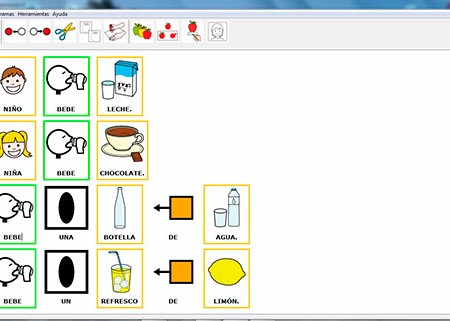 ramas Herramientas Ayuda
NIÑO BEBE LECHE.
NIÑA BEBE CHOCOLATE.
BEBE UNA BOTELLA DE AGUA.
BEBE UN REFRESCO DE LIMÓN.